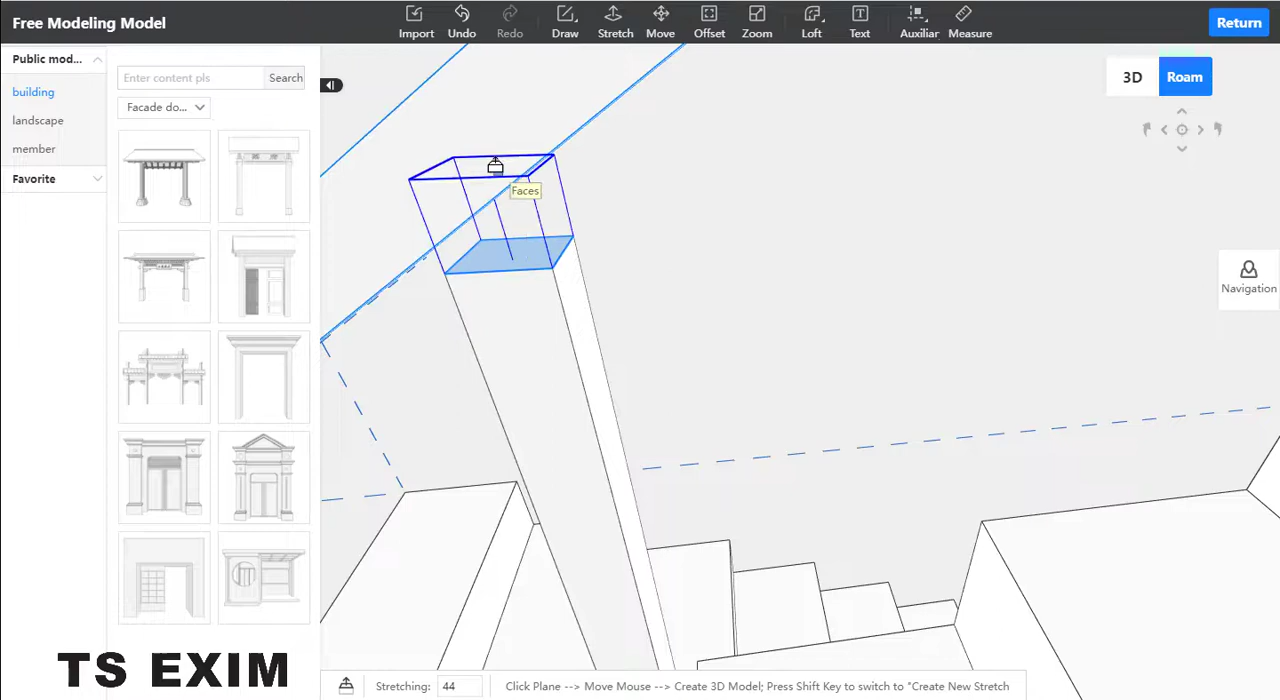 Free Modeling Model
Import
Undo
Redo
Draw
Stretch
Move
Offset
Zoom
Loft
Text
Auxiliar
Measure
Return
Public mod...
building
landscape
member
Favorite
Enter content pls
Search
Facade do...
3D
Roam
Faces
Navigation
TS EXIM
Stretching:
44
Click Plane --> Move Mouse --> Create 3D Model; Press Shift Key to switch to "Create New Stretch